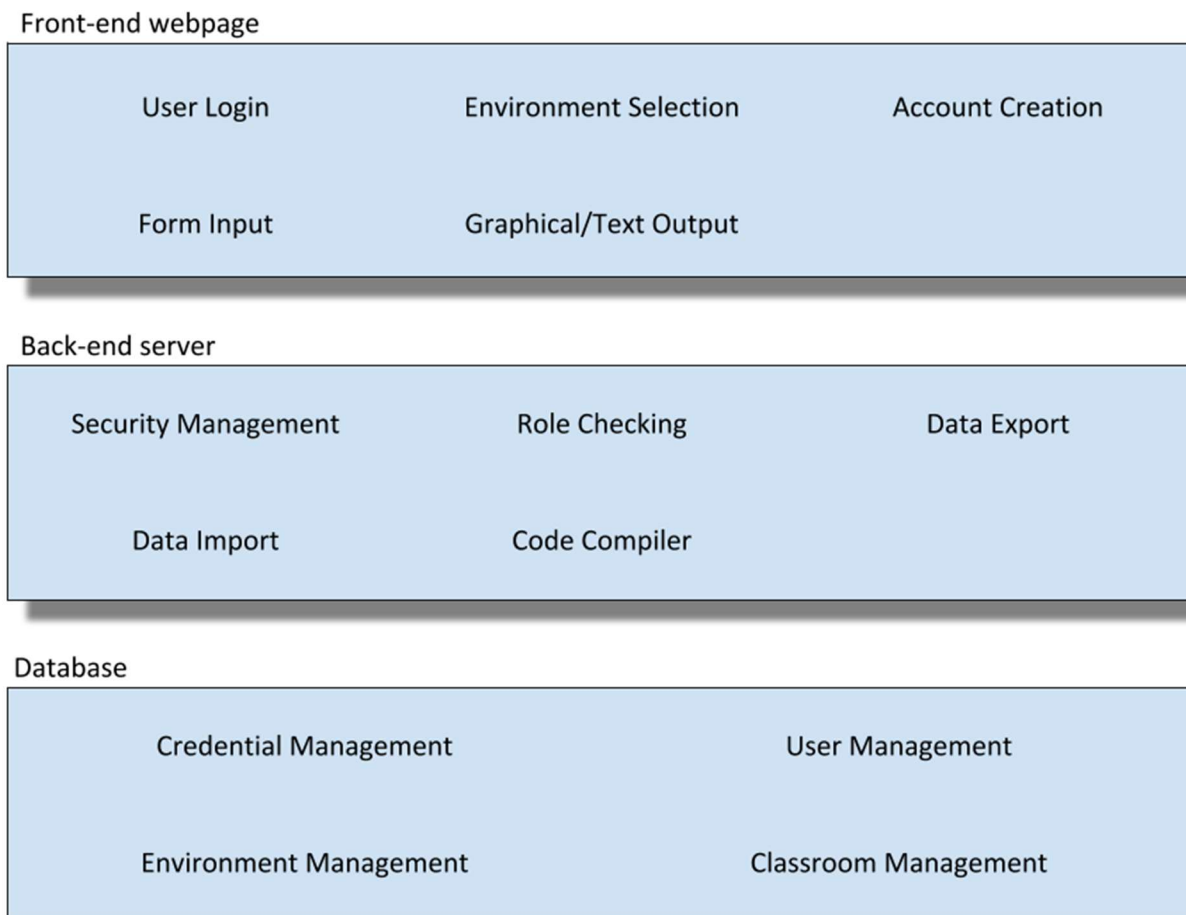 Front-end webpage
User Login Environment Selection Account Creation
Form Input Graphical/Text Output
Back-end server
Security Management Role Checking Data Export
Data Import Code Compiler
Database
Credential Management User Management
Environment Management Classroom Management